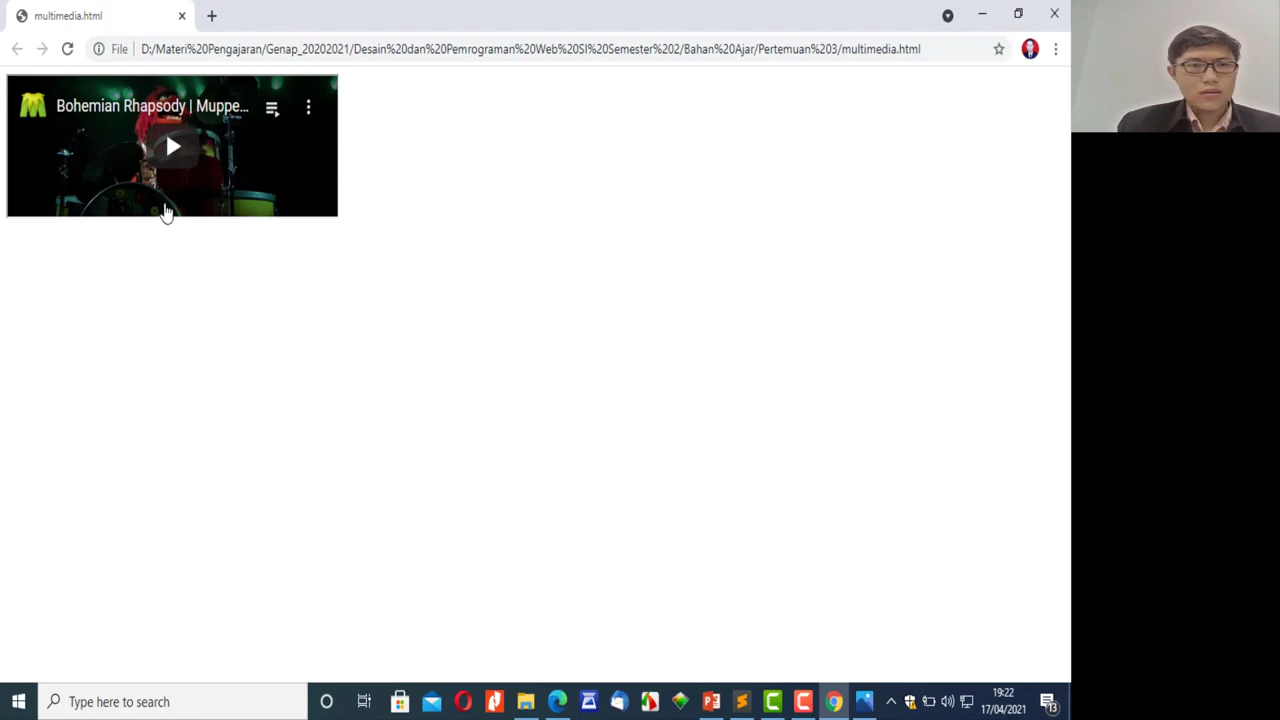 multimedia.html
File
D:/Materi%20Pengajaran/Genap_20202021/Desain%20dan%20Pemrograman%20Web%20SI%20Semester%202/Bahan%20Ajar/Pertemuan%203/multimedia.html
Bohemian Rhapsody | Muppe...
Type here to search
19:22
17/04/2021
13